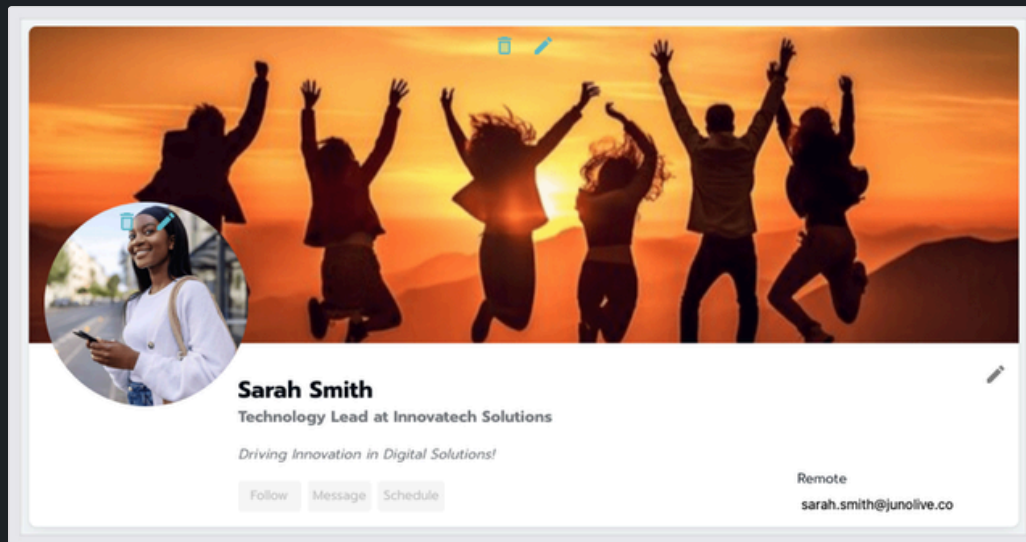 Sarah Smith
Technology Lead at Innovatech Solutions
Driving Innovation in Digital Solutions!
Follow Message Schedule
Remote
sarah.smith@junolive.co